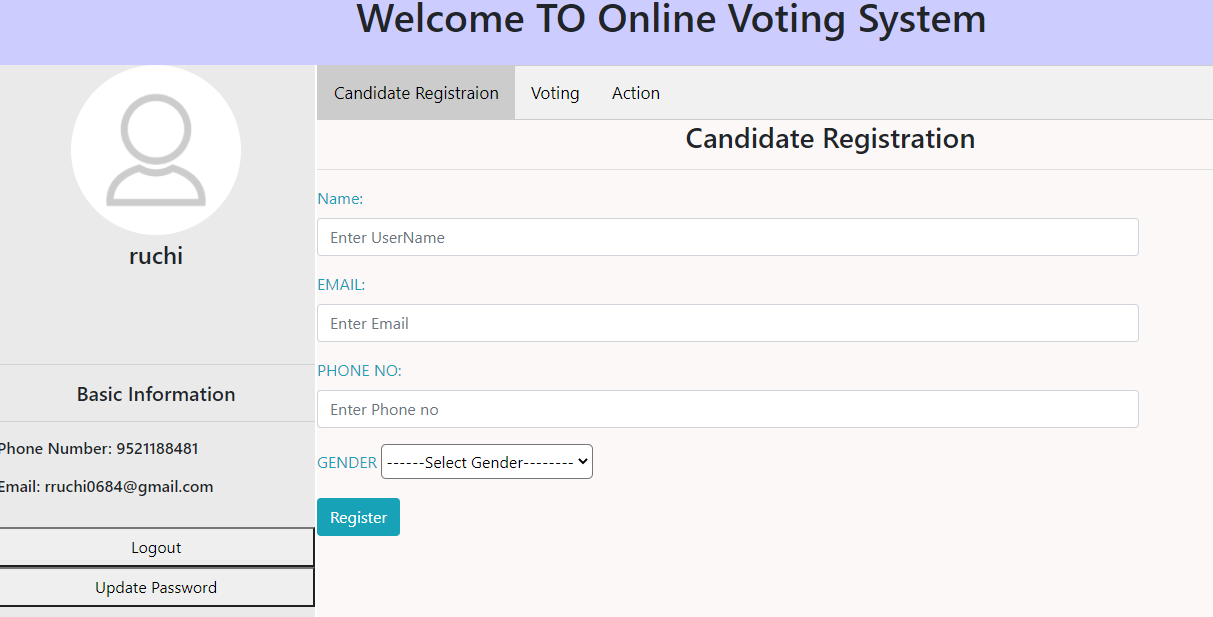 Welcome TO Online Voting System
ruchi
Basic Information
Phone Number: 9521188481
Email: rruchi0684@gmail.com
Logout
Update Password
Candidate Registraion Voting Action
Candidate Registration
Name:
Enter UserName
EMAIL:
Enter Email
PHONE NO:
Enter Phone no
GENDER ------Select Gender--------
Register